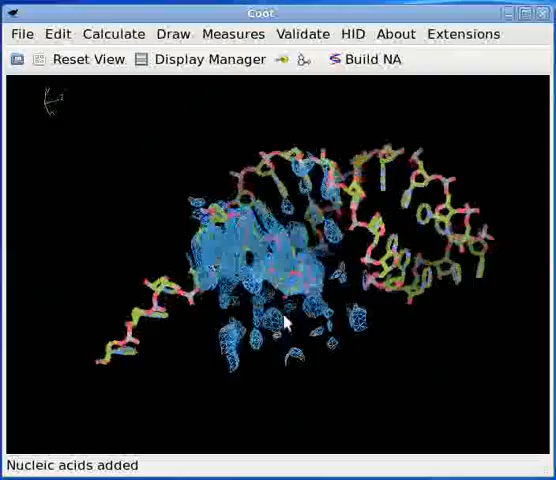 Coot
File Edit Calculate Draw Measures Validate HID About Extensions
Reset View Display Manager Build NA
Nucleic acids added